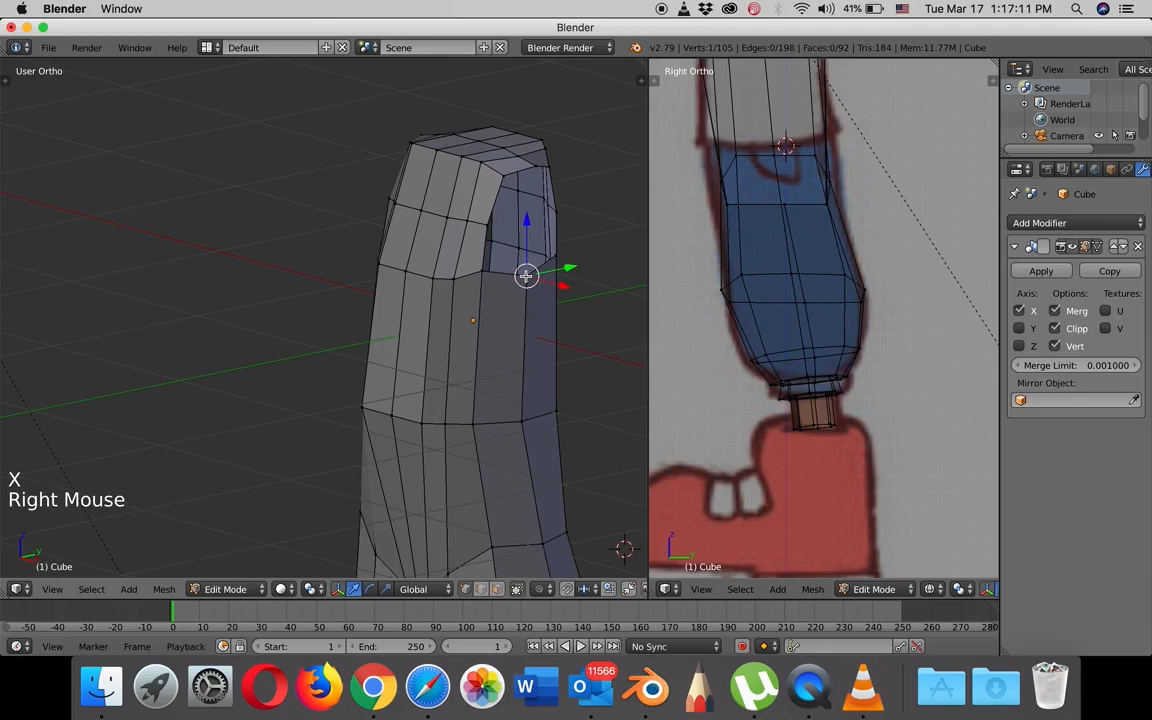 Blender Window 41% Tue Mar 17 1:17:11 PM
Blender
File Render Window Help Default Scene Blender Render v2.79 | Verts:1/105 | Edges:0/198 | Faces:0/92 | Tris:184 | Mem:11.77M | Cube
User Ortho
Right Ortho
View Search All Sce
Scene
RenderLa
World
Camera
Cube
Add Modifier
Apply Copy
Axis: Options: Textures:
X Merg U
Y Clipp V
Z Vert
Merge Limit: 0.001000
Mirror Object:
X
Right Mouse
z
y
(1) Cube
z
y
(1) Cube
View Select Add Mesh Edit Mode Global
View Select Add Mesh Edit Mode
-50 -40 -30 -20 -10 0 10 20 30 40 50 60 70 80 90 100 110 120 130 140 150 160 170 180 190 200 210 220 230 240 250 260 270 280
View Marker Frame Playback Start: 1 End: 250 1 No Sync
11566